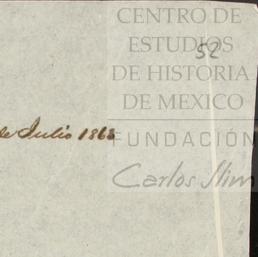 CENTRO DE
ESTUDIOS
52
DE HISTORIA
DE MEXICO
FUNDACIÓN
de Julio
Carlos Slim